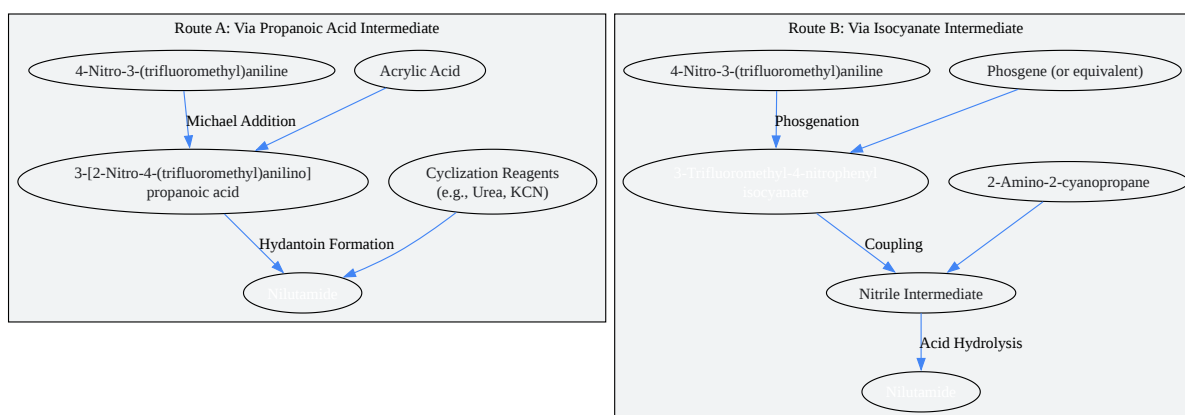 Route A: Via Propanoic Acid Intermediate
4-Nitro-3-(trifluoromethyl)aniline
Acrylic Acid
Michael Addition
3-[2-Nitro-4-(trifluoromethyl)anilino]
propanoic acid
Cyclization Reagents
(e.g., Urea, KCN)
Hydantoin Formation
Nilutamide
Route B: Via Isocyanate Intermediate
4-Nitro-3-(trifluoromethyl)aniline
Phosgene (or equivalent)
Phosgenation
3-Trifluoromethyl-4-nitrophenyl
isocyanate
2-Amino-2-cyanopropane
Coupling
Nitrile Intermediate
Acid Hydrolysis
Nilutamide